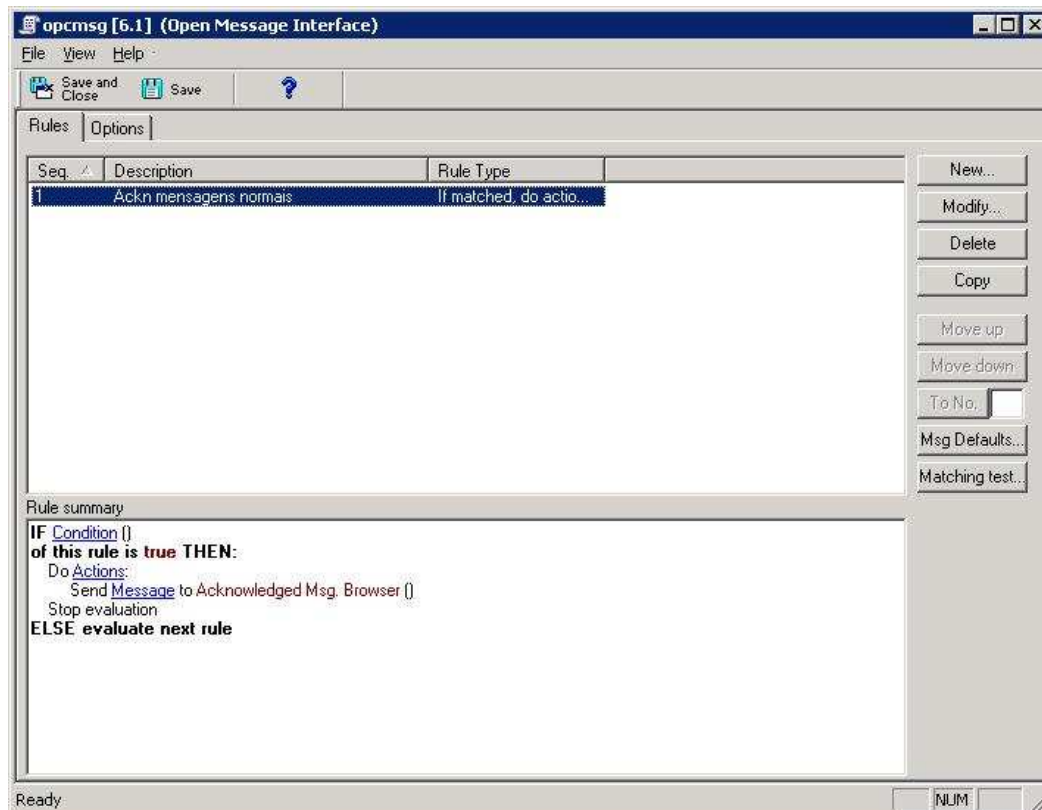 opcmsg [6.1] (Open Message Interface)
File View Help
Save and Close Save ?
Rules Options
Seq. Description Rule Type
1 Ackn mensagens normais If matched, do actio...
New...
Modify...
Delete
Copy
Move up
Move down
To No.
Msg Defaults...
Matching test...
Rule summary
IF Condition ()
of this rule is true THEN:
Do Actions:
Send Message to Acknowledged Msg. Browser ()
Stop evaluation
ELSE evaluate next rule
Ready NUM